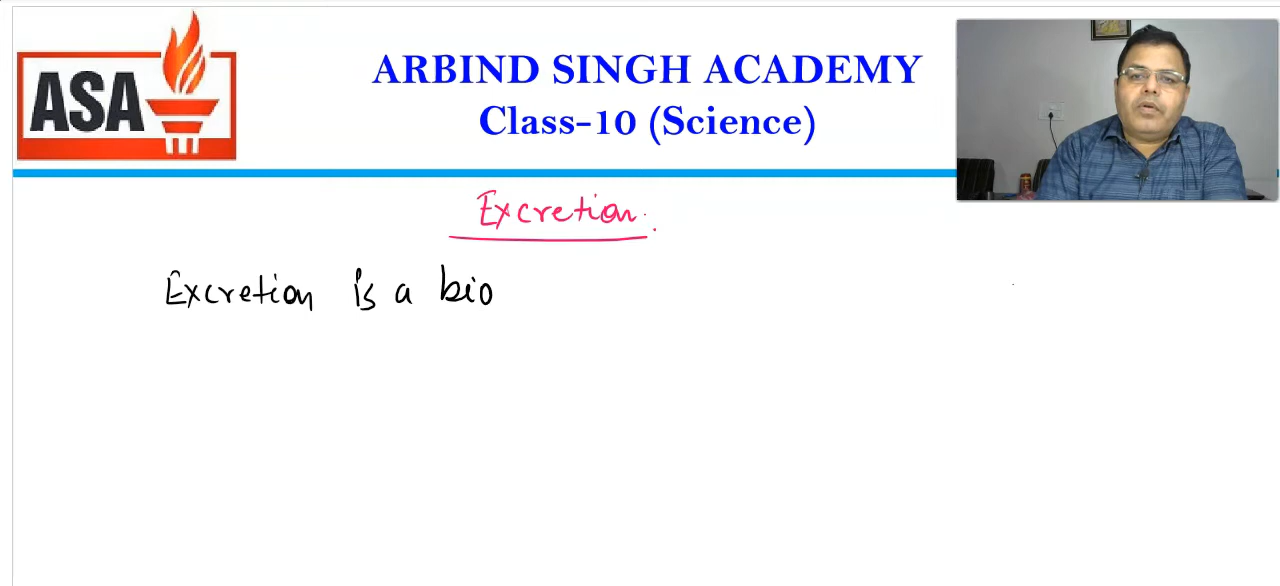 ASA
ARBIND SINGH ACADEMY
Class-10 (Science)
Excretion.
Excretion is a bio